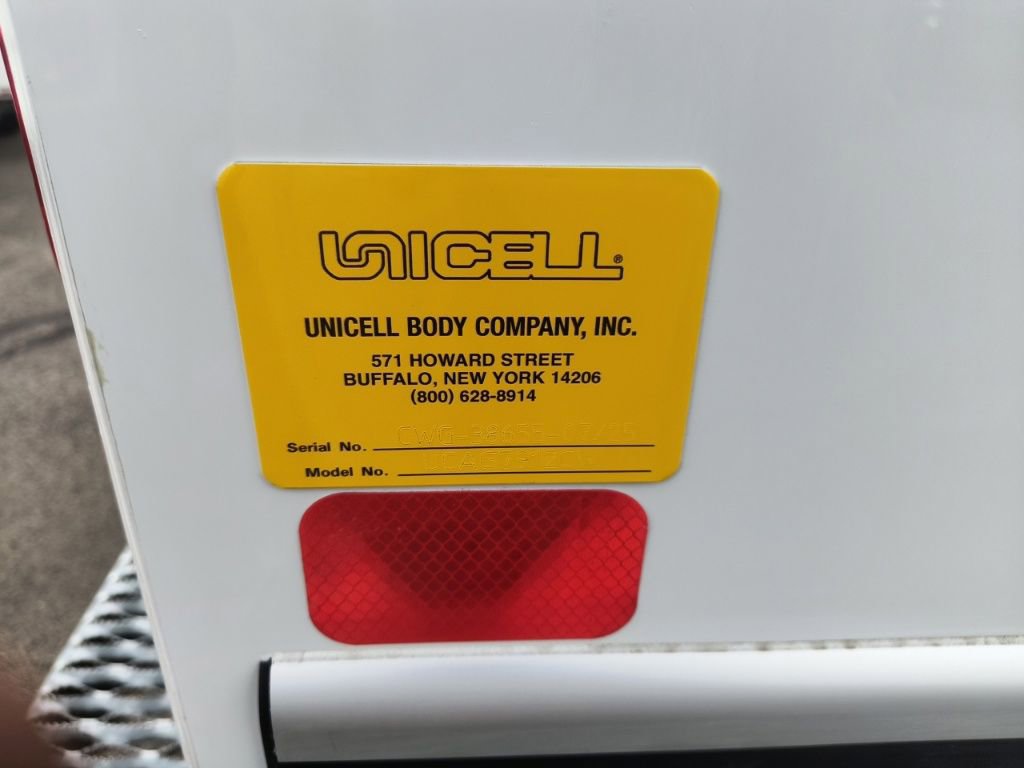 UNICELL®
UNICELL BODY COMPANY, INC.
571 HOWARD STREET
BUFFALO, NEW YORK 14206
(800) 628-8914
Serial No.
Model No.